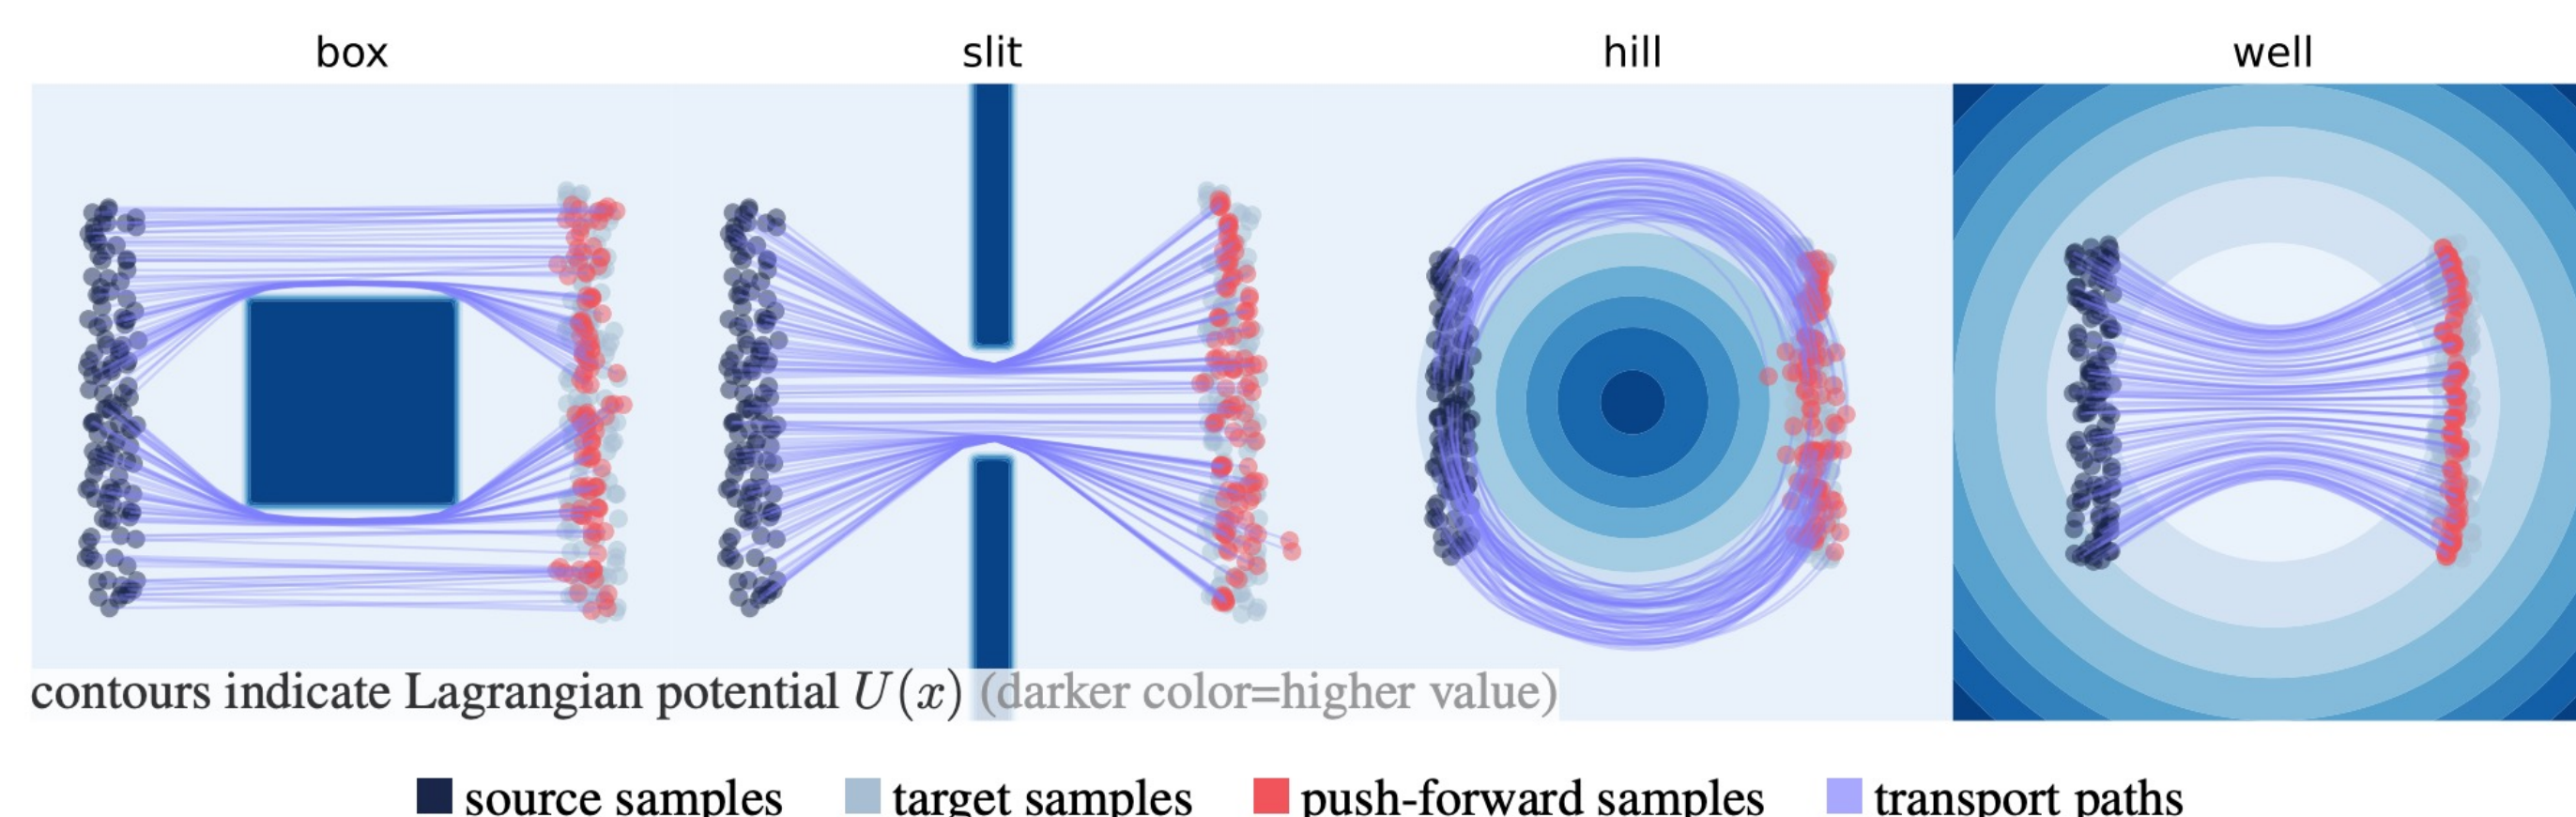 box slit hill well
contours indicate Lagrangian potential U(x) (darker color=higher value)
source samples target samples push-forward samples transport paths